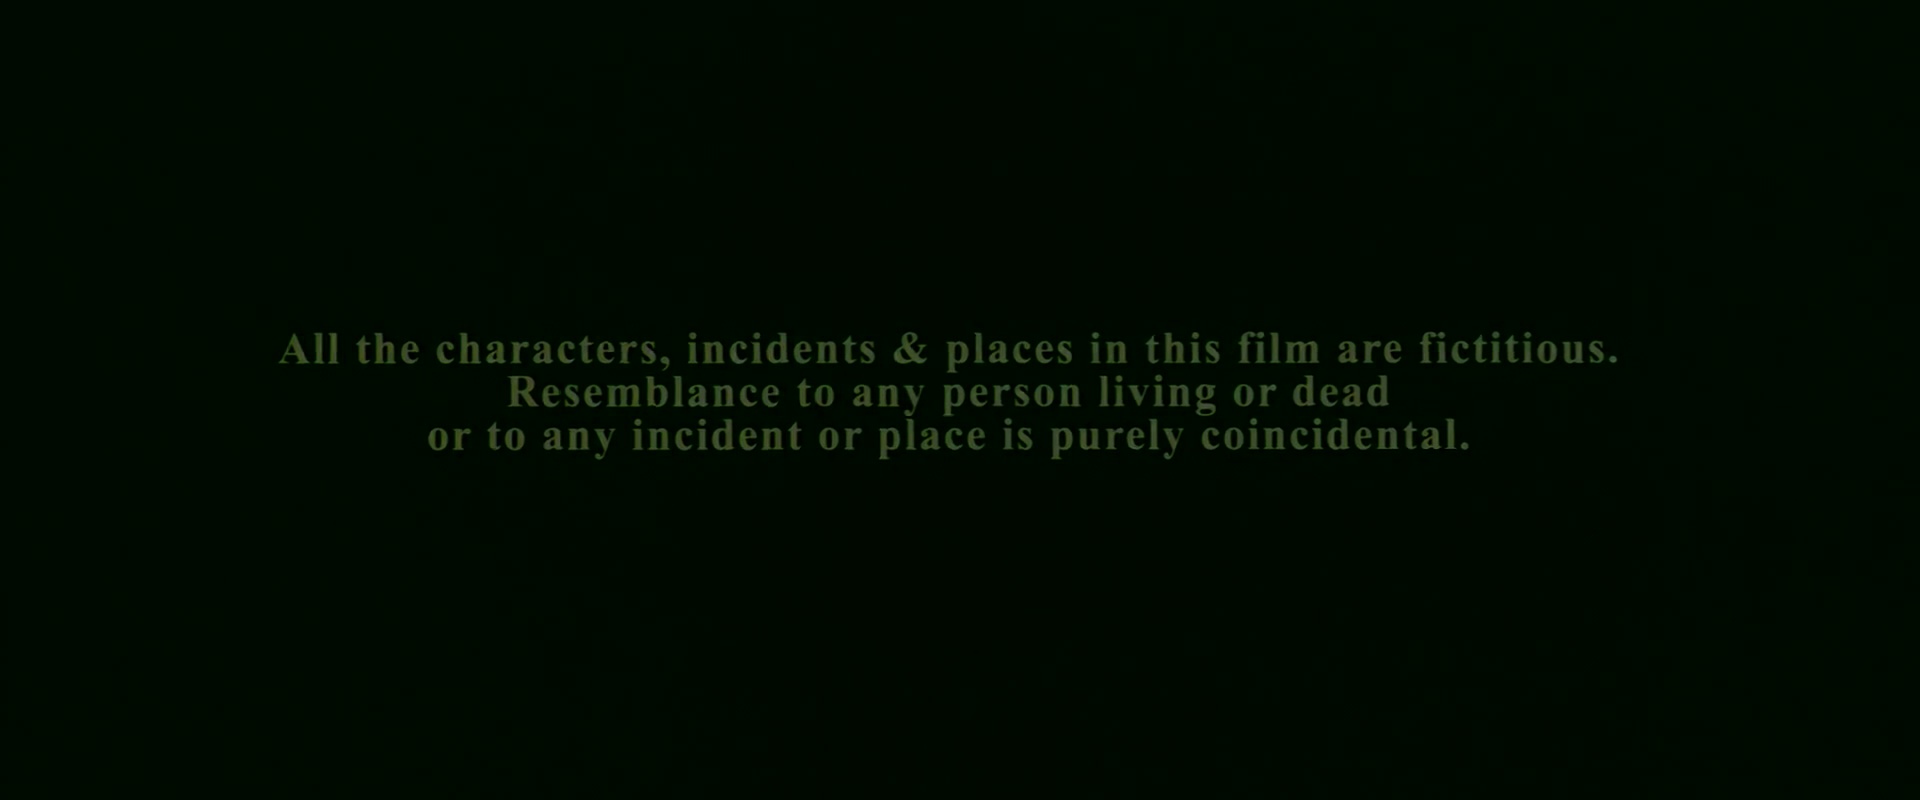 All the characters, incidents & places in this film are fictitious.
Resemblance to any person living or dead
or to any incident or place is purely coincidental.